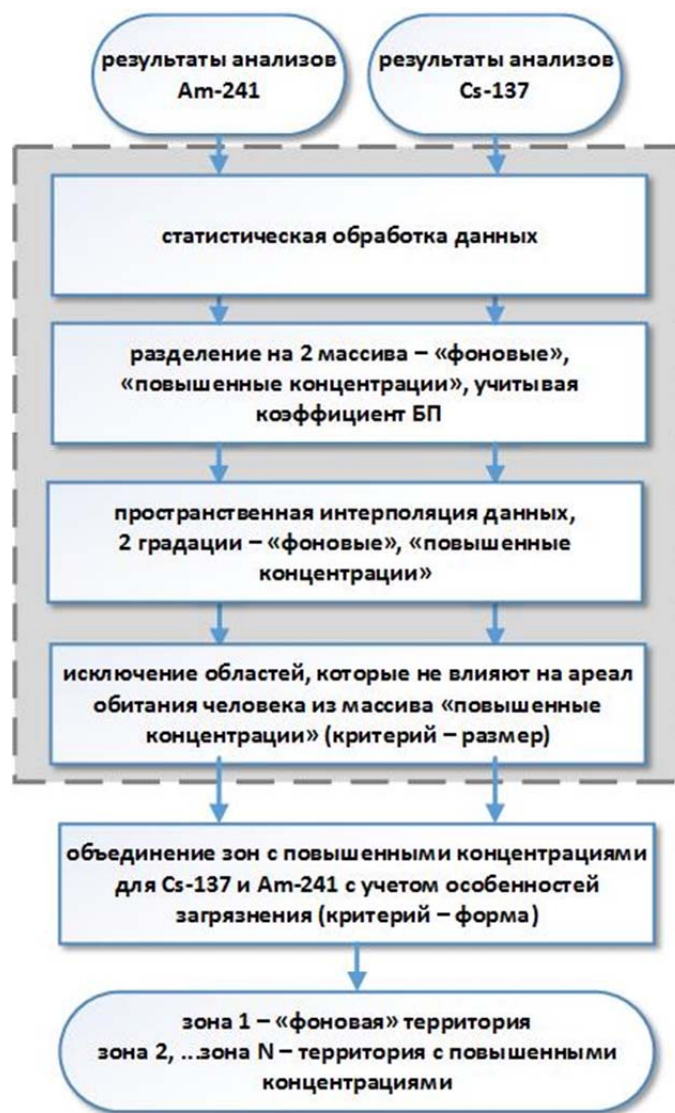 результаты анализов
Am-241
результаты анализов
Cs-137
статистическая обработка данных
разделение на 2 массива – «фоновые»,
«повышенные концентрации», учитывая
коэффициент БП
пространственная интерполяция данных,
2 градации – «фоновые», «повышенные
концентрации»
исключение областей, которые не влияют на ареал
обитания человека из массива «повышенные
концентрации» (критерий – размер)
объединение зон с повышенными концентрациями
для Cs-137 и Am-241 с учетом особенностей
загрязнения (критерий – форма)
зона 1 – «фоновая» территория
зона 2, ...зона N – территория с повышенными
концентрациями